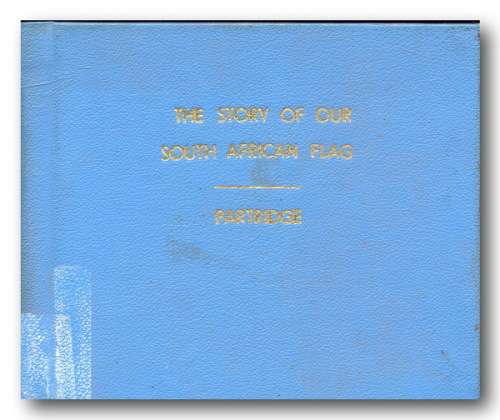 THE STORY OF OUR
SOUTH AFRICAN FLAG
PARTRIDGE